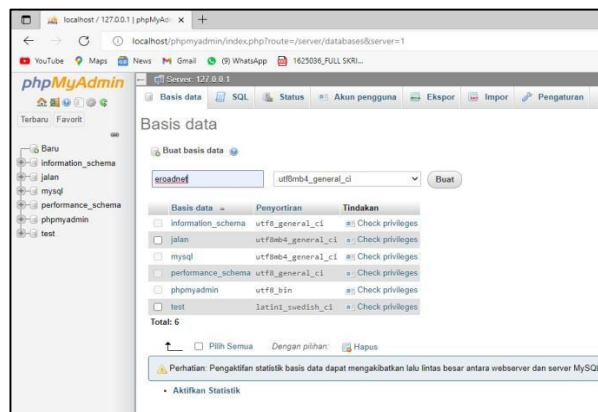 localhost / 127.0.0.1 | phpMyAd
localhost/phpmyadmin/index.php?route=/server/databases&server=1
YouTube Maps News Gmail (9) WhatsApp 1625036_FULL SKRI...
phpMyAdmin
Server: 127.0.0.1
Basis data SQL Status Akun pengguna Ekspor Impor Pengaturan
Terbaru Favorit
Baru
information_schema
jalan
mysql
performance_schema
phpmyadmin
test
Basis data
Buat basis data
eroadnet utf8mb4_general_ci Buat
Basis data Penyortiran Tindakan
information_schema utf8_general_ci Check privileges
jalan utf8mb4_general_ci Check privileges
mysql utf8mb4_general_ci Check privileges
performance_schema utf8_general_ci Check privileges
phpmyadmin utf8_bin Check privileges
test latin1_swedish_ci Check privileges
Total: 6
Pilih Semua Dengan pilihan: Hapus
Perhatian: Pengaktifan statistik basis data dapat mengakibatkan lalu lintas besar antara webserver dan server MySQL
Aktifkan Statistik